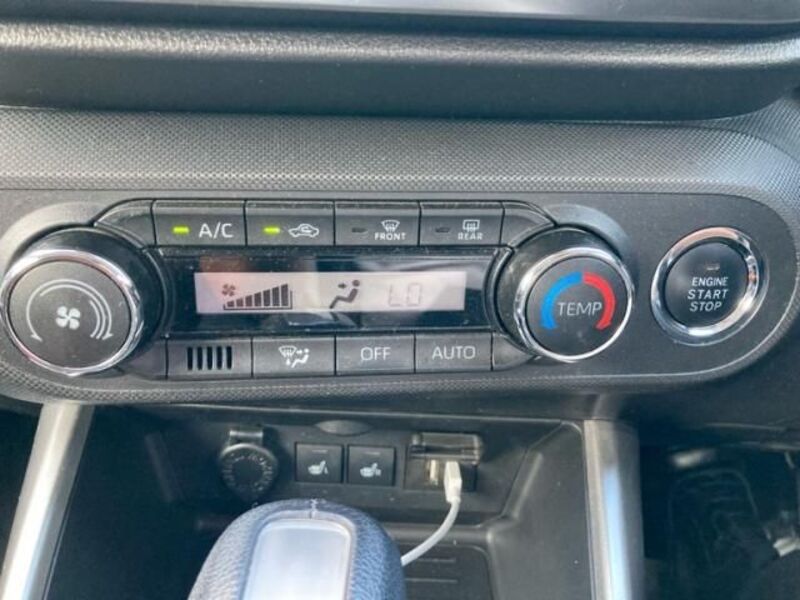 A/C
FRONT
REAR
LO
TEMP
ENGINE
START
STOP
OFF
AUTO